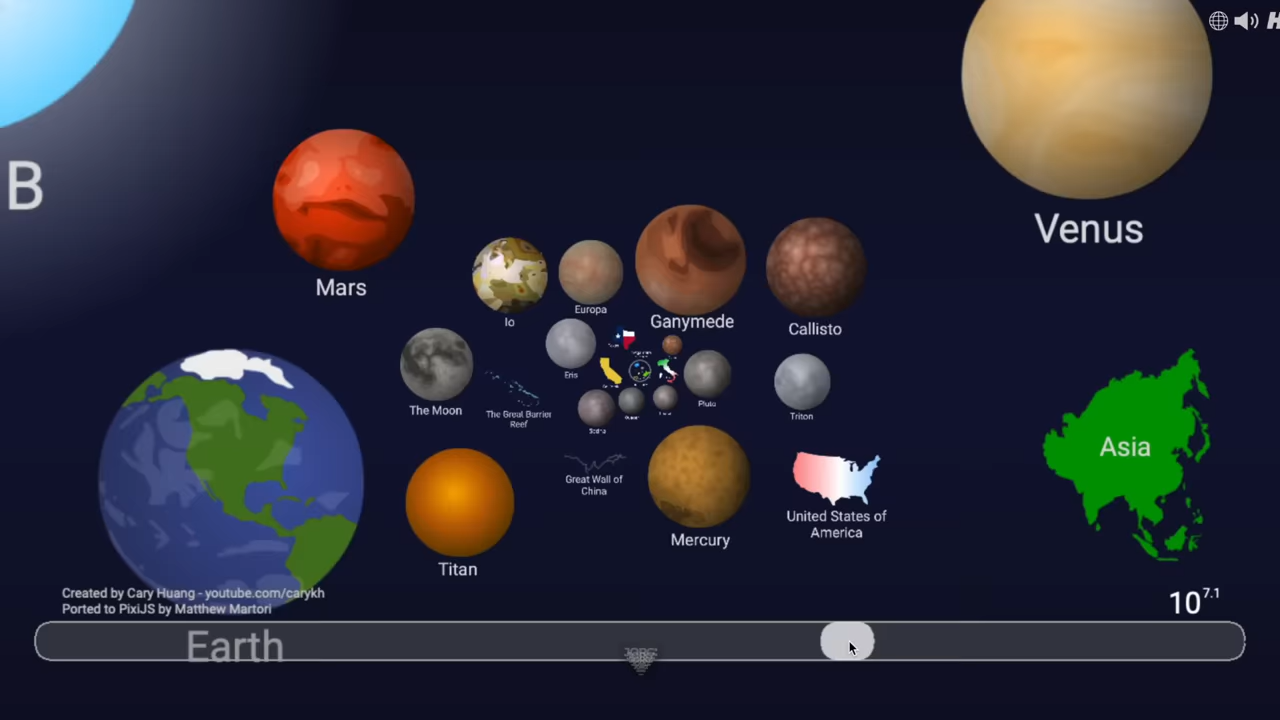 H
B
Venus
Mars
Europa
Io
Ganymede
Callisto
Eris
The Moon
Pluto
The Great Barrier
Reef
Triton
Sedna
Asia
Great Wall of
China
United States of
America
Mercury
Titan
Created by Cary Huang - youtube.com/carykh
Ported to PixiJS by Matthew Martori
10^7.1
Earth